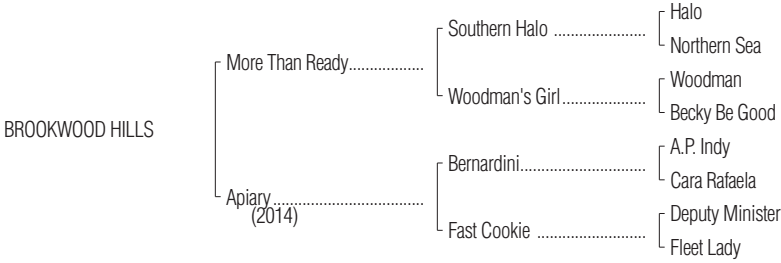 Halo
Southern Halo ......................
Northern Sea
More Than Ready..................
Woodman
Woodman's Girl....................
Becky Be Good
BROOKWOOD HILLS
A.P. Indy
Bernardini..............................
Cara Rafaela
Apiary....................................
(2014)
Deputy Minister
Fast Cookie ..........................
Fleet Lady